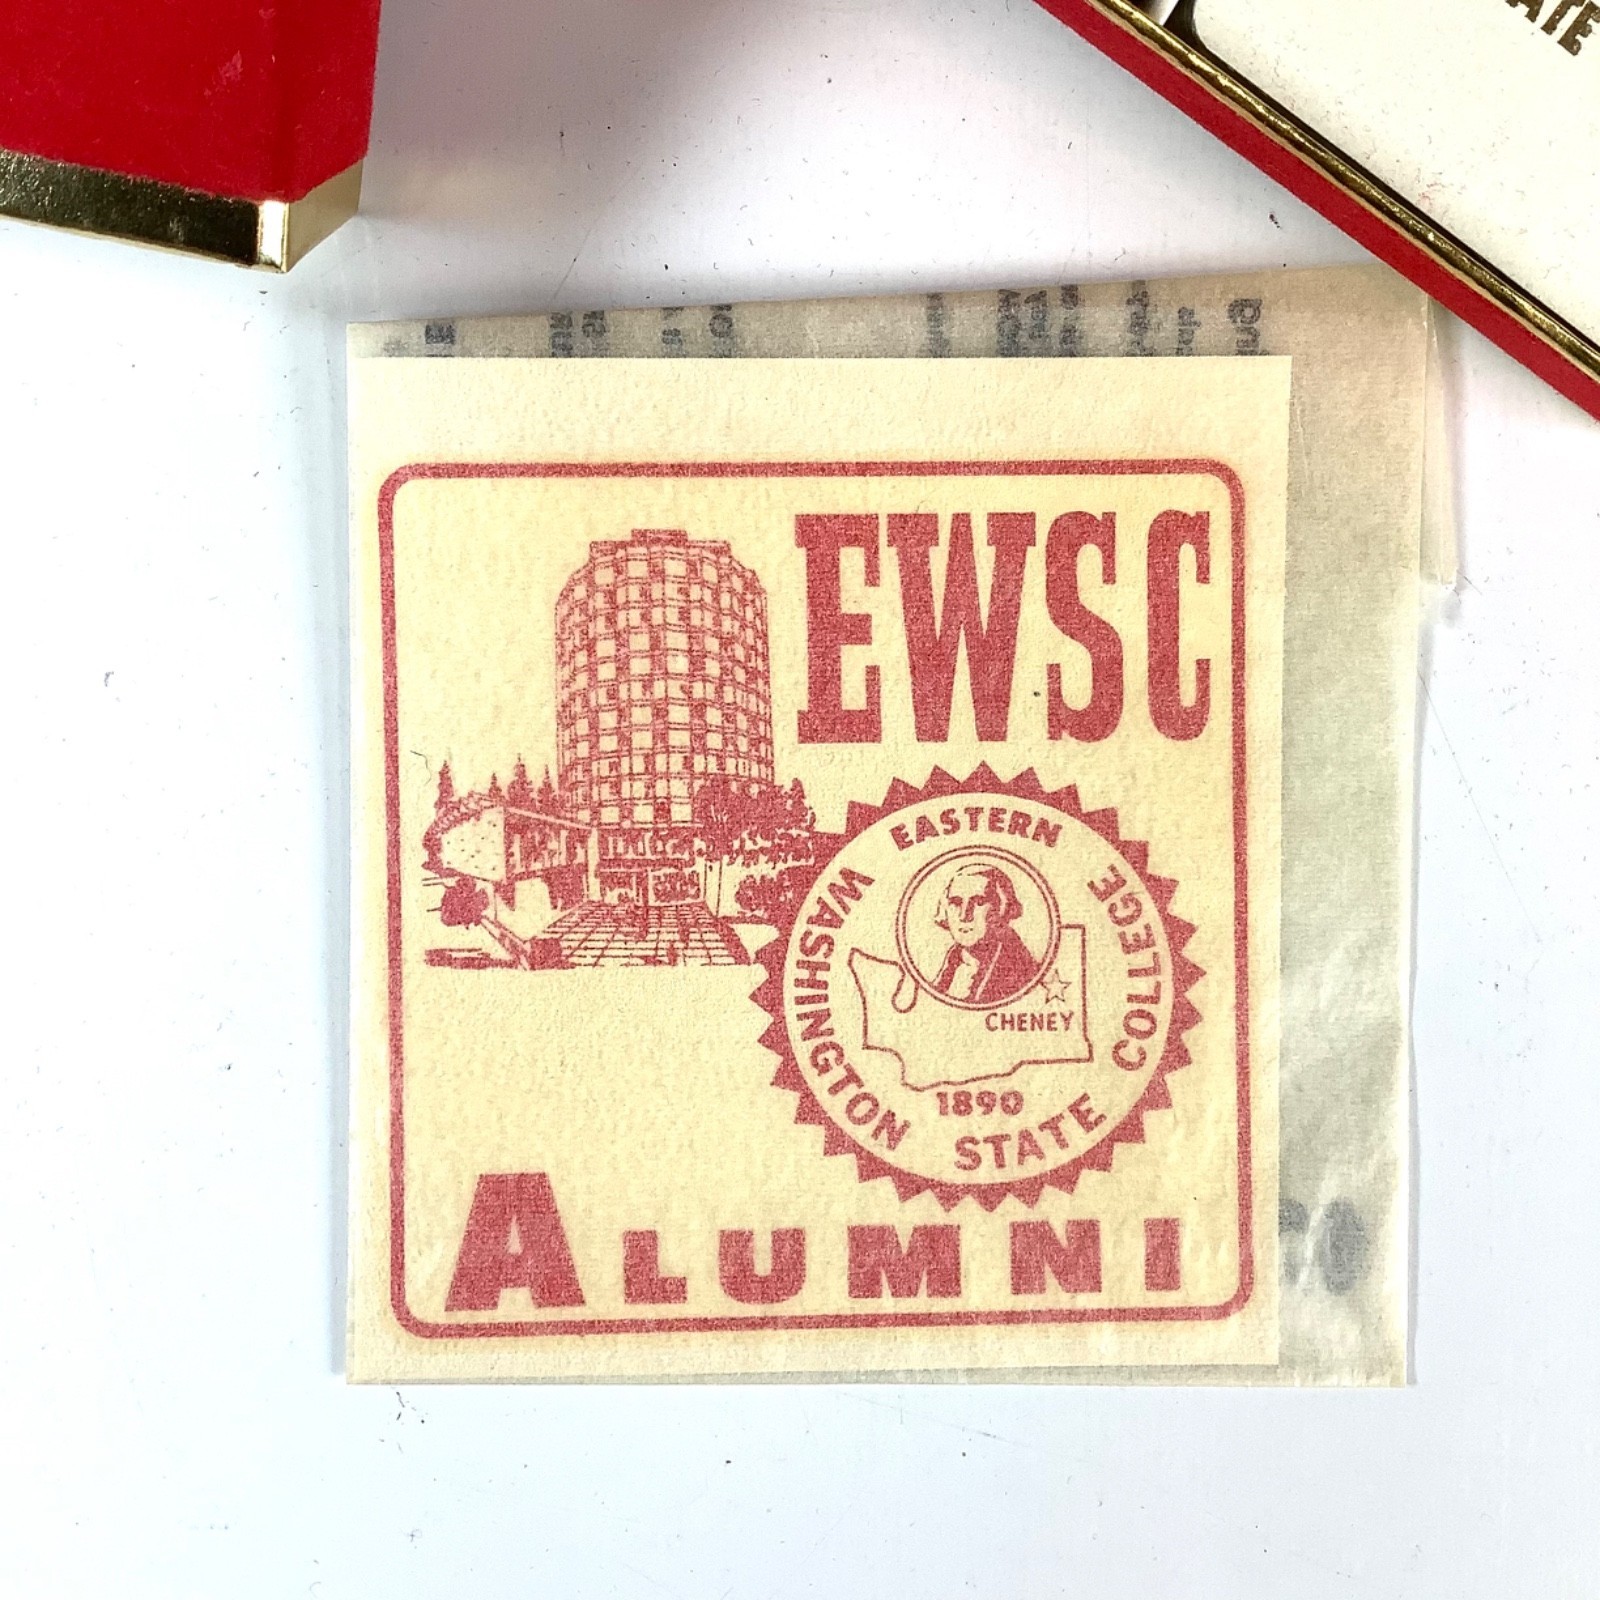 EWSC
EASTERN
WASHINGTON
STATE
COLLEGE
CHENEY
1890
ALUMNI